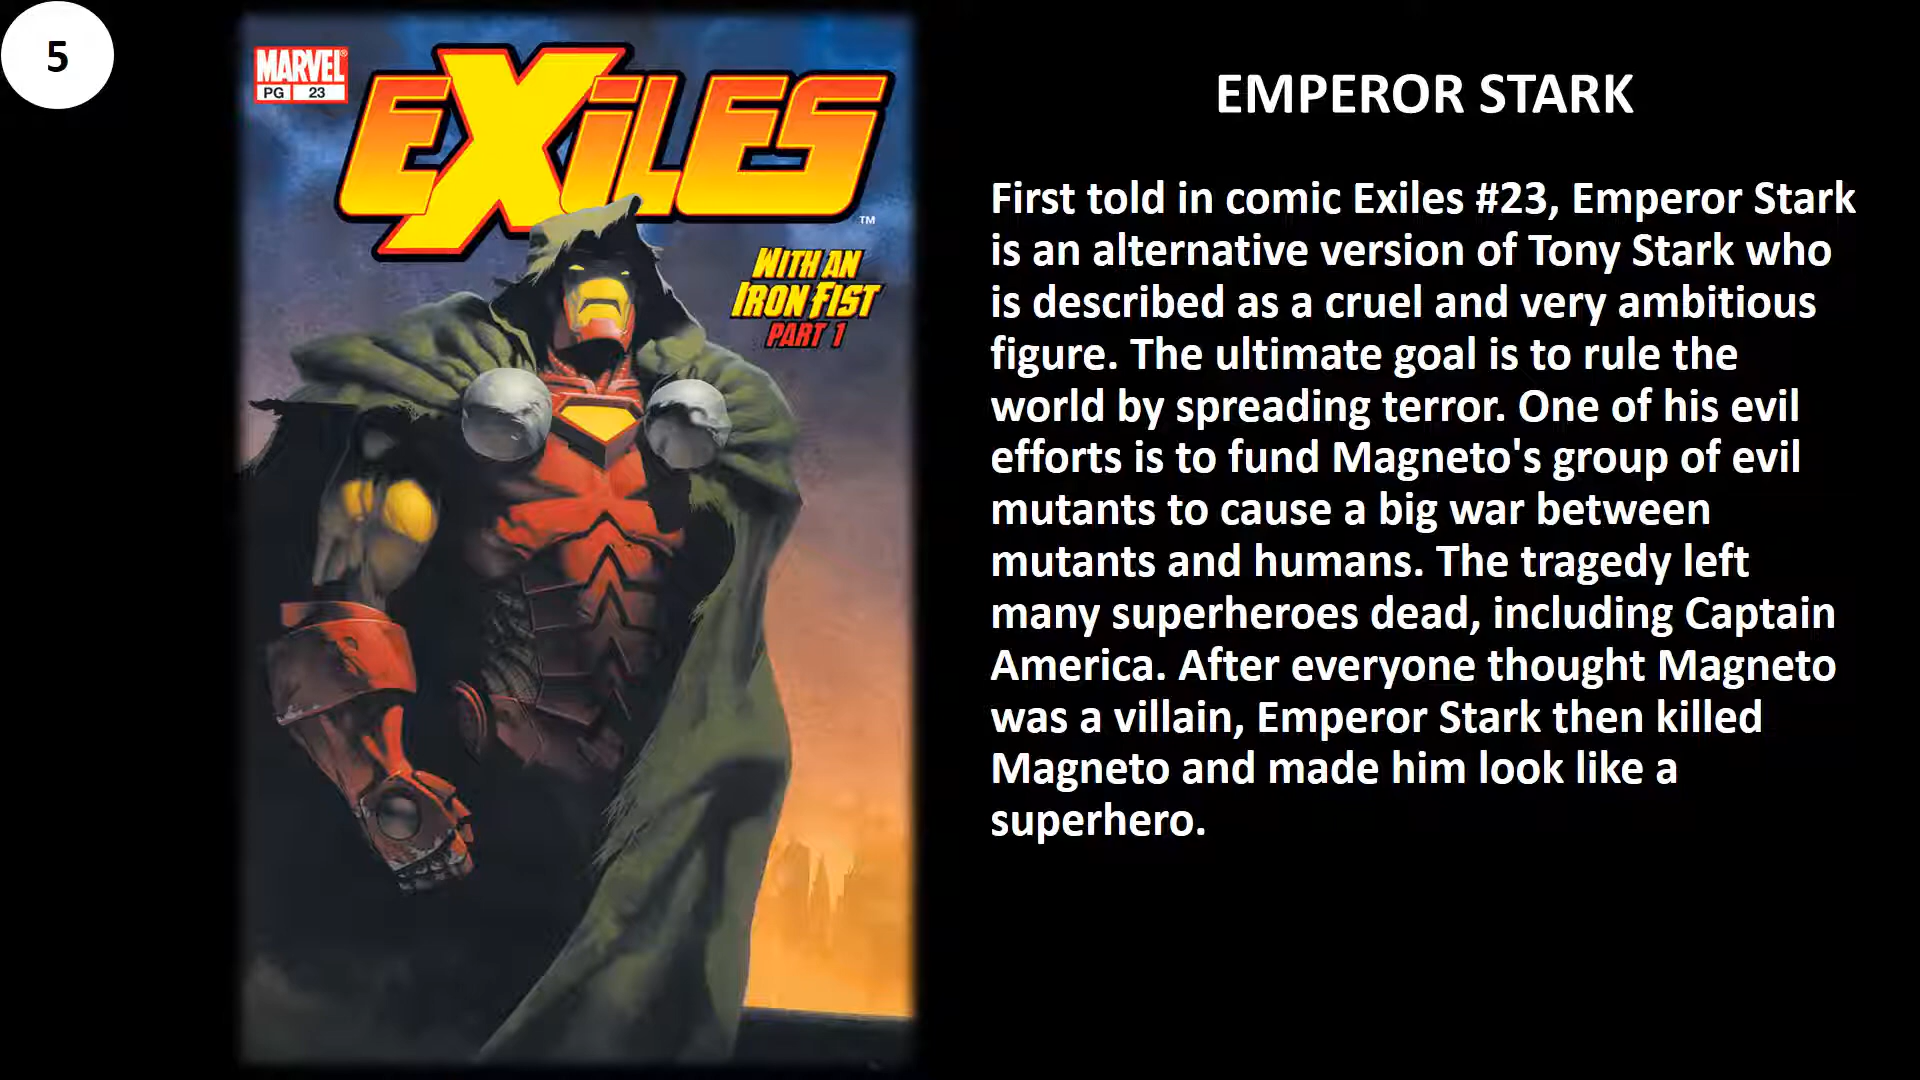 5
MARVEL
PG 23
EXILES
™
WITH AN
IRON FIST
PART 1
EMPEROR STARK
First told in comic Exiles #23, Emperor Stark
is an alternative version of Tony Stark who
is described as a cruel and very ambitious
figure. The ultimate goal is to rule the
world by spreading terror. One of his evil
efforts is to fund Magneto's group of evil
mutants to cause a big war between
mutants and humans. The tragedy left
many superheroes dead, including Captain
America. After everyone thought Magneto
was a villain, Emperor Stark then killed
Magneto and made him look like a
superhero.